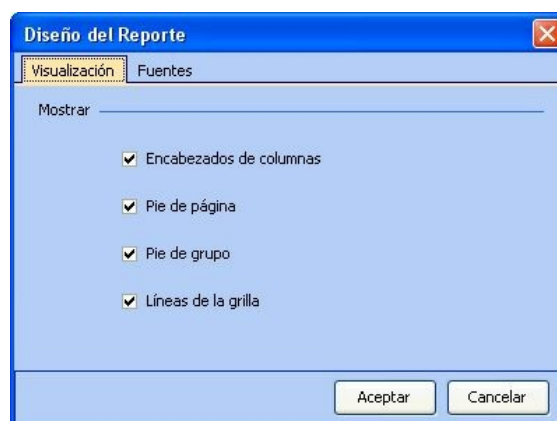 Diseño del Reporte
Visualización Fuentes
Mostrar
Encabezados de columnas
Pie de página
Pie de grupo
Líneas de la grilla
Aceptar Cancelar